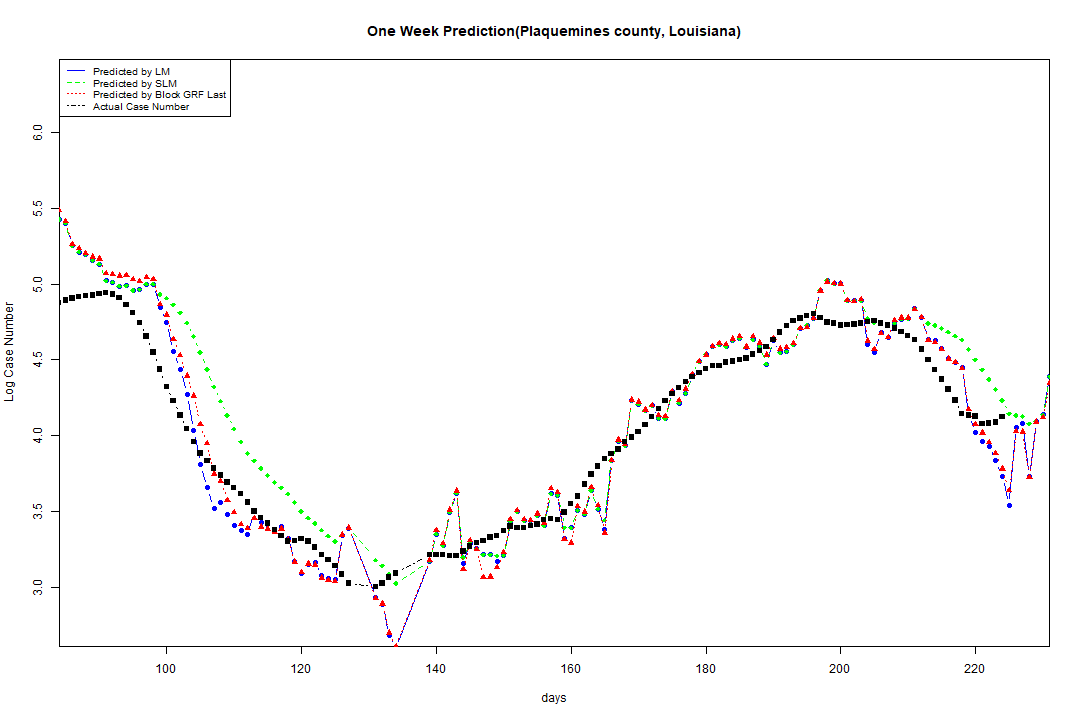 One Week Prediction(Plaquemines county, Louisiana)
Predicted by LM
Predicted by SLM
Predicted by Block GRF Last
Actual Case Number
Log Case Number
6.0
5.5
5.0
4.5
4.0
3.5
3.0
100 120 140 160 180 200 220
days